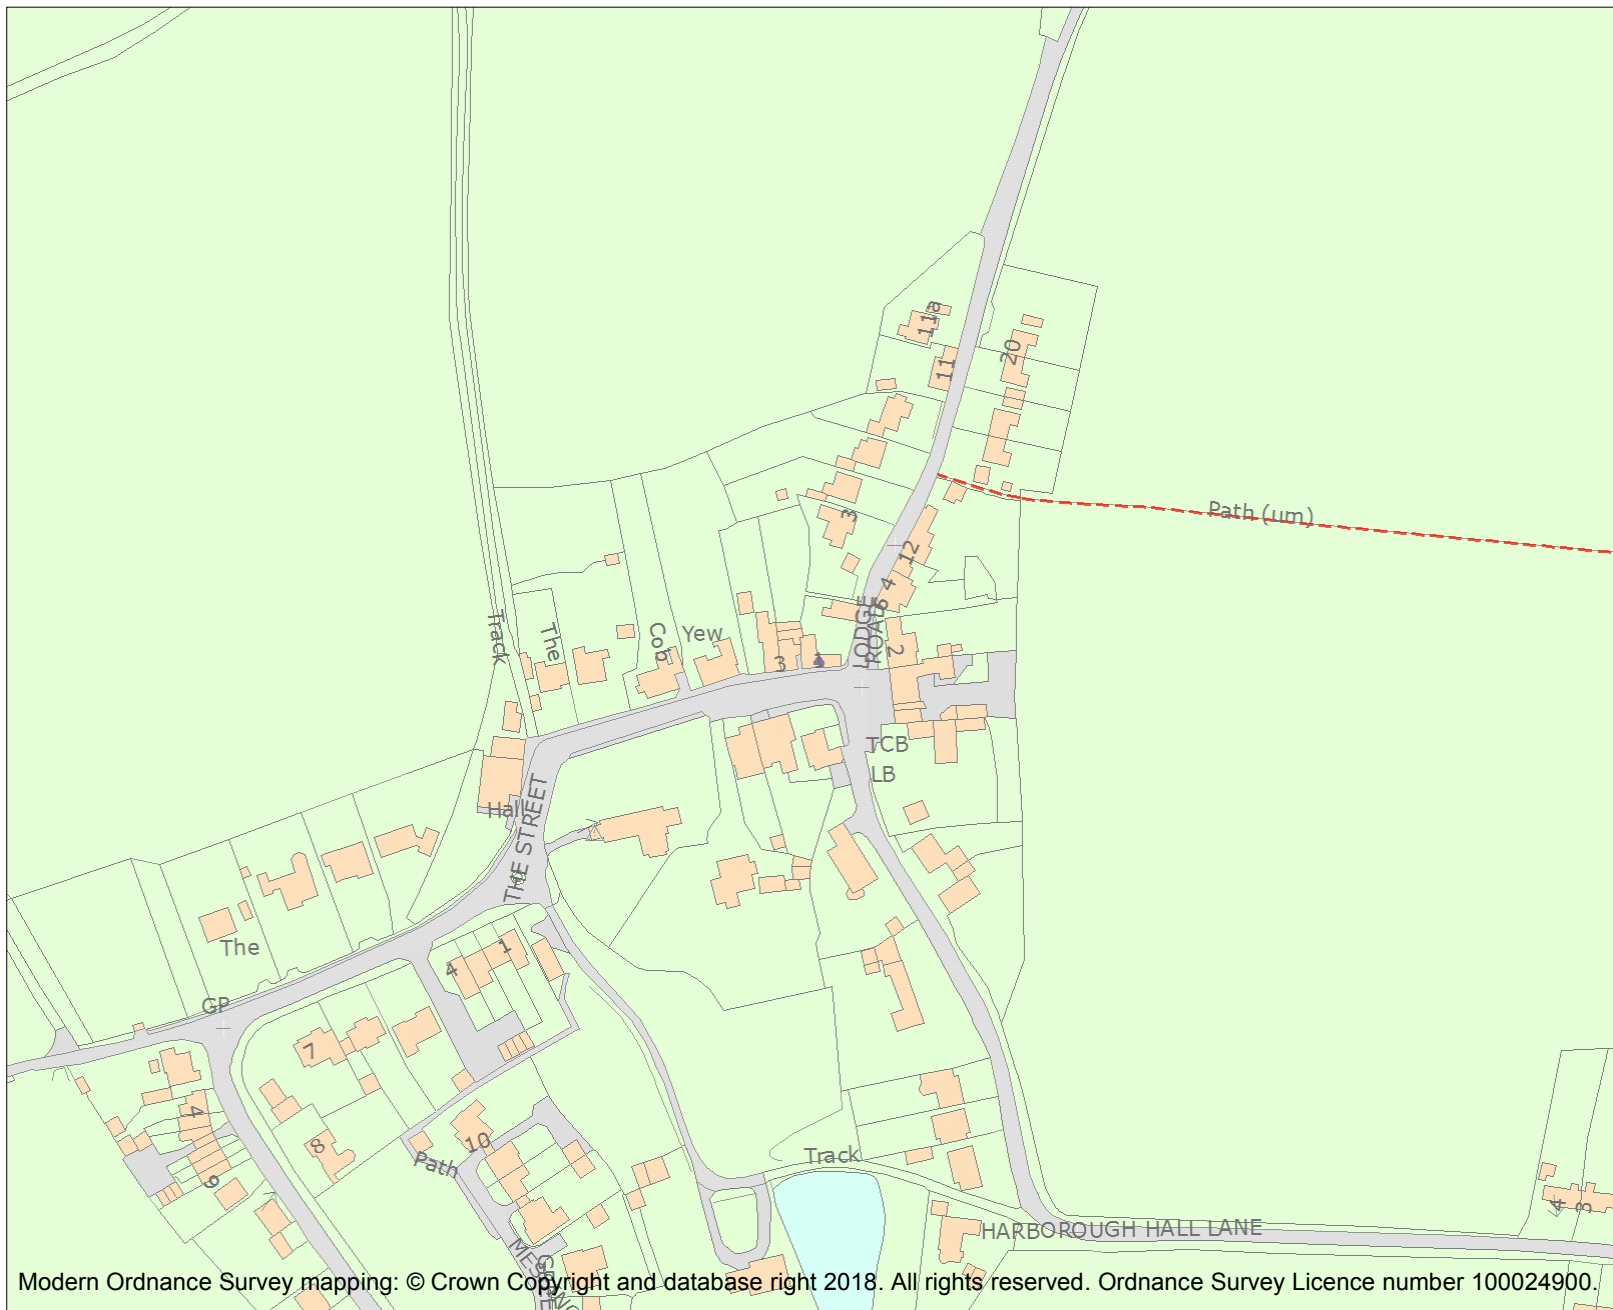 11a
20
11
Path (um)
3
12
4
6
LODGE
ROAD
Track
The
Cob
Yew
3
1
2
TCB
LB
Hall
THE STREET
The
1
4
GP
7
4
8
10
Path
9
Track
4
3
HARBOROUGH HALL LANE
Modern Ordnance Survey mapping: © Crown Copyright and database right 2018. All rights reserved. Ordnance Survey Licence number 100024900.